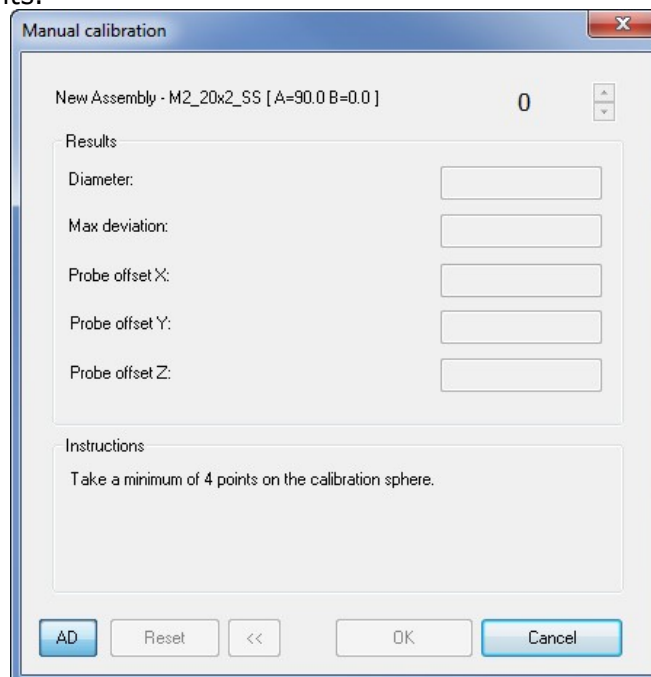 nts.
Manual calibration
New Assembly - M2_20x2_SS [ A=90.0 B=0.0 ] 0
Results
Diameter:
Max deviation:
Probe offset X:
Probe offset Y:
Probe offset Z:
Instructions
Take a minimum of 4 points on the calibration sphere.
AD Reset << OK Cancel